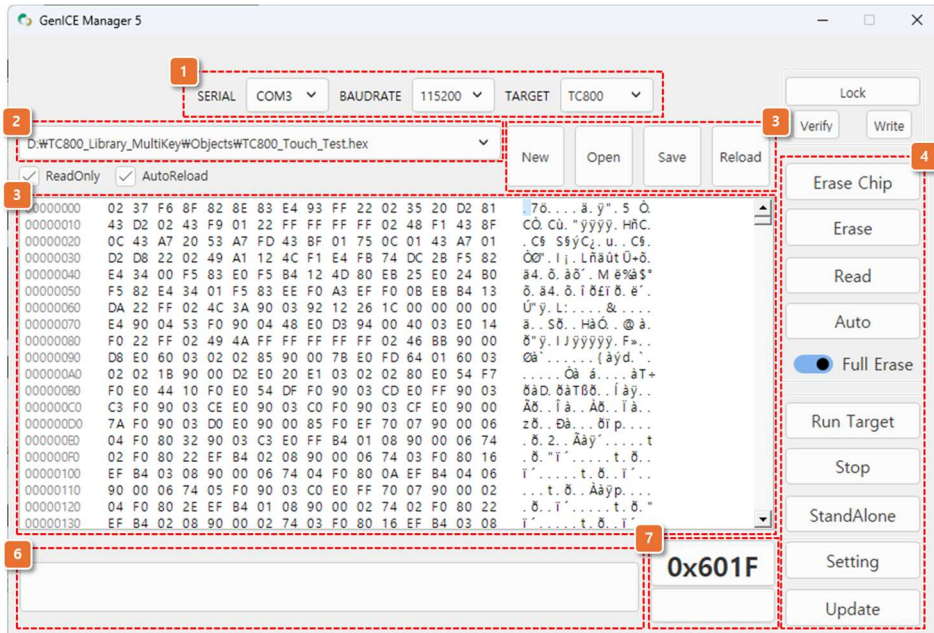 GenICE Manager 5
1
SERIAL COM3 BAUDRATE 115200 TARGET TC800
Lock
2
D:₩TC800_Library_MultiKey₩Objects₩TC800_Touch_Test.hex
3
New Open Save Reload
Verify Write
4
ReadOnly AutoReload
3
00000000 02 37 F6 8F 82 8E 83 E4 93 FF 22 02 35 20 D2 81
00000010 43 D2 02 43 F9 01 22 FF FF FF FF 02 48 F1 43 8F
00000020 0C 43 A7 20 53 A7 FD 43 BF 01 75 0C 01 43 A7 01
00000030 D2 D8 22 02 49 A1 12 4C F1 E4 FB 74 DC 2B F5 82
00000040 E4 34 00 F5 83 E0 F5 B4 12 4D 80 EB 25 E0 24 B0
00000050 F5 82 E4 34 01 F5 83 EE F0 A3 EF F0 0B EB B4 13
00000060 DA 22 FF 02 4C 3A 90 03 92 12 26 1C 00 00 00 00
00000070 E4 90 04 53 F0 90 04 48 E0 D3 94 00 40 03 E0 14
00000080 F0 22 FF 02 49 4A FF FF FF FF FF 02 46 BB 90 00
00000090 D8 E0 60 03 02 02 85 90 00 7B E0 FD 64 01 60 03
000000A0 02 02 1B 90 00 D2 E0 20 E1 03 02 02 80 E0 54 F7
000000B0 F0 E0 44 10 F0 E0 54 DF F0 90 03 CD E0 FF 90 03
000000C0 C3 F0 90 03 CE E0 90 03 C0 F0 90 03 CF E0 90 00
000000D0 7A F0 90 03 D0 E0 90 00 85 F0 EF 70 07 90 00 06
000000E0 04 F0 80 32 90 03 C3 E0 FF B4 01 08 90 00 06 74
000000F0 02 F0 80 22 EF B4 02 08 90 00 06 74 03 F0 80 16
00000100 EF B4 03 08 90 00 06 74 04 F0 80 0A EF B4 04 06
00000110 90 00 06 74 05 F0 90 03 C0 E0 FF 70 07 90 00 02
00000120 04 F0 80 2E EF B4 01 08 90 00 02 74 02 F0 80 22
00000130 EF B4 02 08 90 00 02 74 03 F0 80 16 EF B4 03 08
Erase Chip
Erase
Read
Auto
Full Erase
Run Target
Stop
StandAlone
Setting
Update
6
7
0x601F